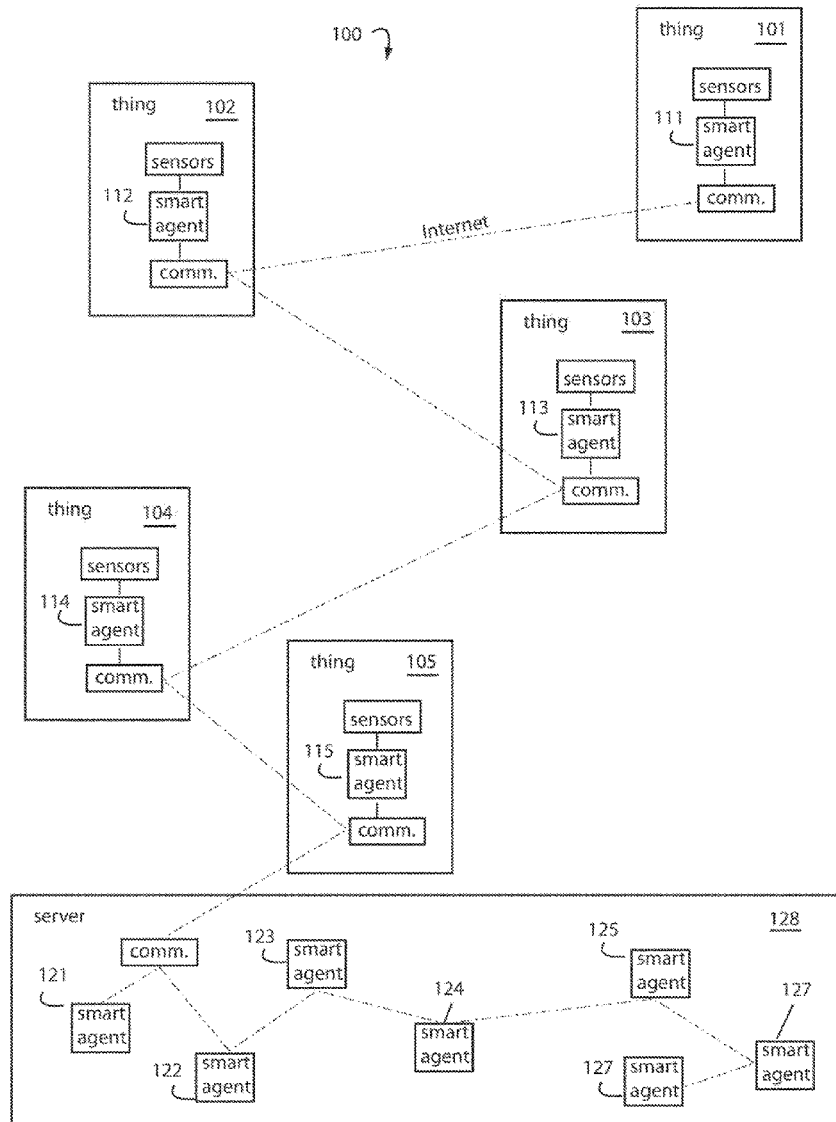 100
thing 101
sensors
111
smart
agent
comm.
thing 102
sensors
112
smart
agent
comm.
Internet
thing 103
sensors
113
smart
agent
comm.
thing 104
sensors
114
smart
agent
comm.
thing 105
sensors
115
smart
agent
comm.
server 128
comm.
121
smart
agent
122
smart
agent
123
smart
agent
124
smart
agent
125
smart
agent
127
smart
agent
127
smart
agent